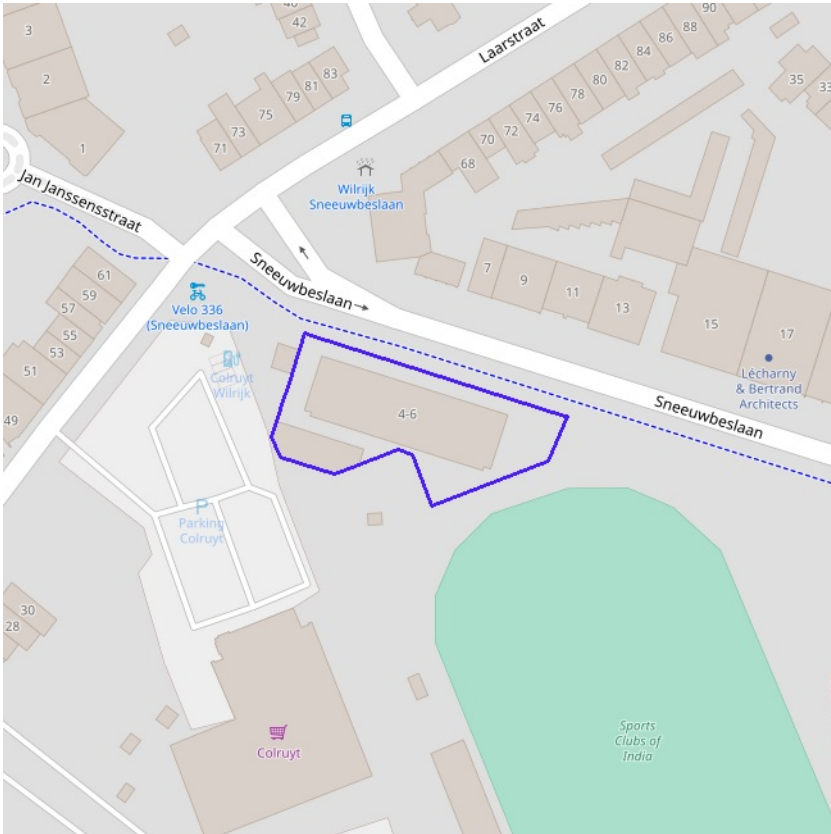 3
40
42
90
88
86
84
82
80
78
76
74
72
70
68
2
1
83
81
79
75
73
71
35
33
Laarstraat
Jan Janssensstraat
Wilrijk
Sneeuwbeslaan
Sneeuwbeslaan
7
9
11
13
15
17
61
59
57
55
53
51
49
Velo 336
(Sneeuwbeslaan)
Colruyt
Wilrijk
4-6
Lécharny
& Bertrand
Architects
Sneeuwbeslaan
P
Parking
Colruyt
30
28
Colruyt
Sports
Clubs of
India